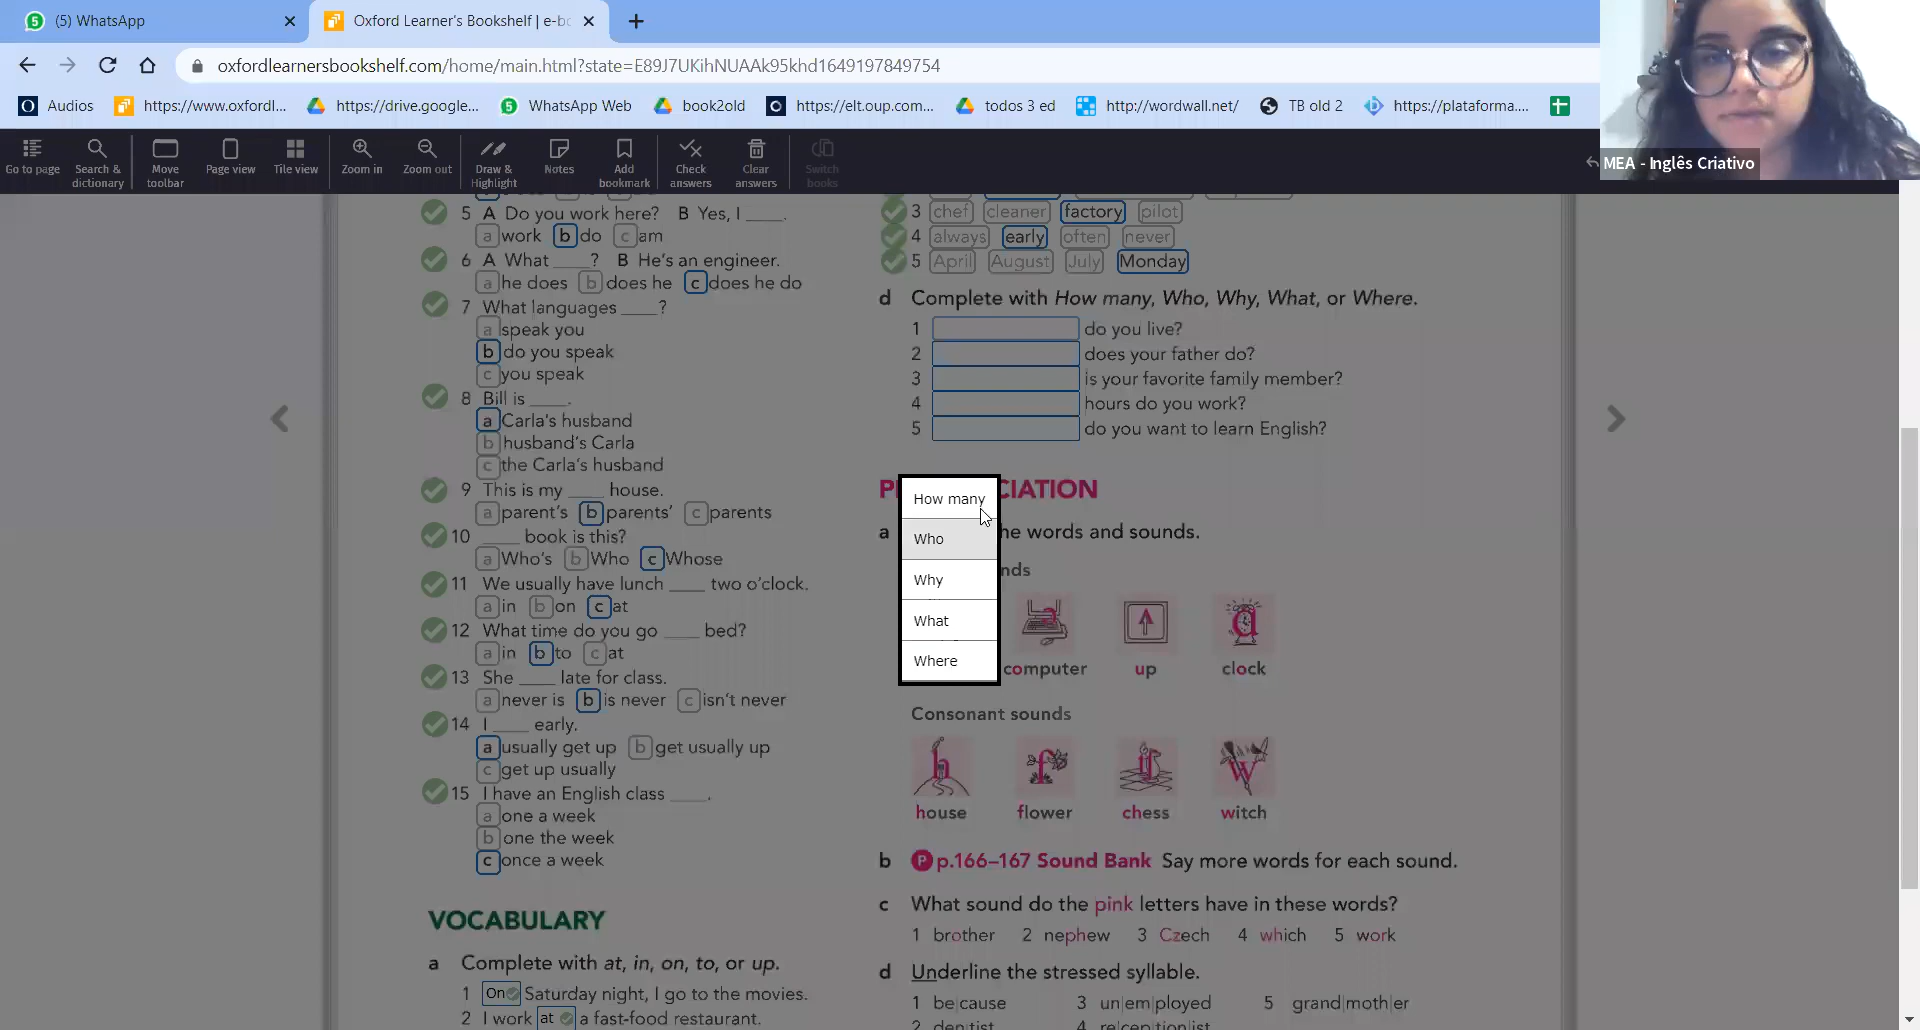 (5) WhatsApp
Oxford Learner's Bookshelf | e-bo
oxfordlearnersbookshelf.com/home/main.html?state=E89J7UKihNUAAk95khd1649197849754
Audios https://www.oxfordl... https://drive.google... WhatsApp Web book2old https://elt.oup.com... todos 3 ed http://wordwall.net/ TB old 2 https://plataforma....
MEA - Inglês Criativo
Go to page Search & dictionary Move toolbar Page view Tile view Zoom in Zoom out Draw & Highlight Notes Add bookmark Check answers Clear answers Switch books
5 A Do you work here? B Yes, I ____.
a work b do c am
6 A What ____? B He's an engineer.
a he does b does he c does he do
7 What languages ____?
a speak you
b do you speak
c you speak
8 Bill is ____.
a Carla's husband
b husband's Carla
c the Carla's husband
9 This is my ____ house.
a parent's b parents' c parents
10 ____ book is this?
a Who's b Who c Whose
11 We usually have lunch ____ two o'clock.
a in b on c at
12 What time do you go ____ bed?
a in b to c at
13 She ____ late for class.
a never is b is never c isn't never
14 I ____ early.
a usually get up b get usually up
c get up usually
15 I have an English class ____.
a one a week
b one the week
c once a week
VOCABULARY
a Complete with at, in, on, to, or up.
1 On Saturday night, I go to the movies.
2 I work at a fast-food restaurant.
3 chef cleaner factory pilot
4 always early often never
5 April August July Monday
d Complete with How many, Who, Why, What, or Where.
1 do you live?
2 does your father do?
3 is your favorite family member?
4 hours do you work?
5 do you want to learn English?
P CIATION
How many
Who
Why
What
Where
a he words and sounds.
nds
computer up clock
Consonant sounds
h f tʃ w
house flower chess witch
b P p.166–167 Sound Bank Say more words for each sound.
c What sound do the pink letters have in these words?
1 brother 2 nephew 3 Czech 4 which 5 work
d Underline the stressed syllable.
1 be|cause 3 un|em|ployed 5 grand|moth|er
2 den|tist 4 re|cep|tion|ist